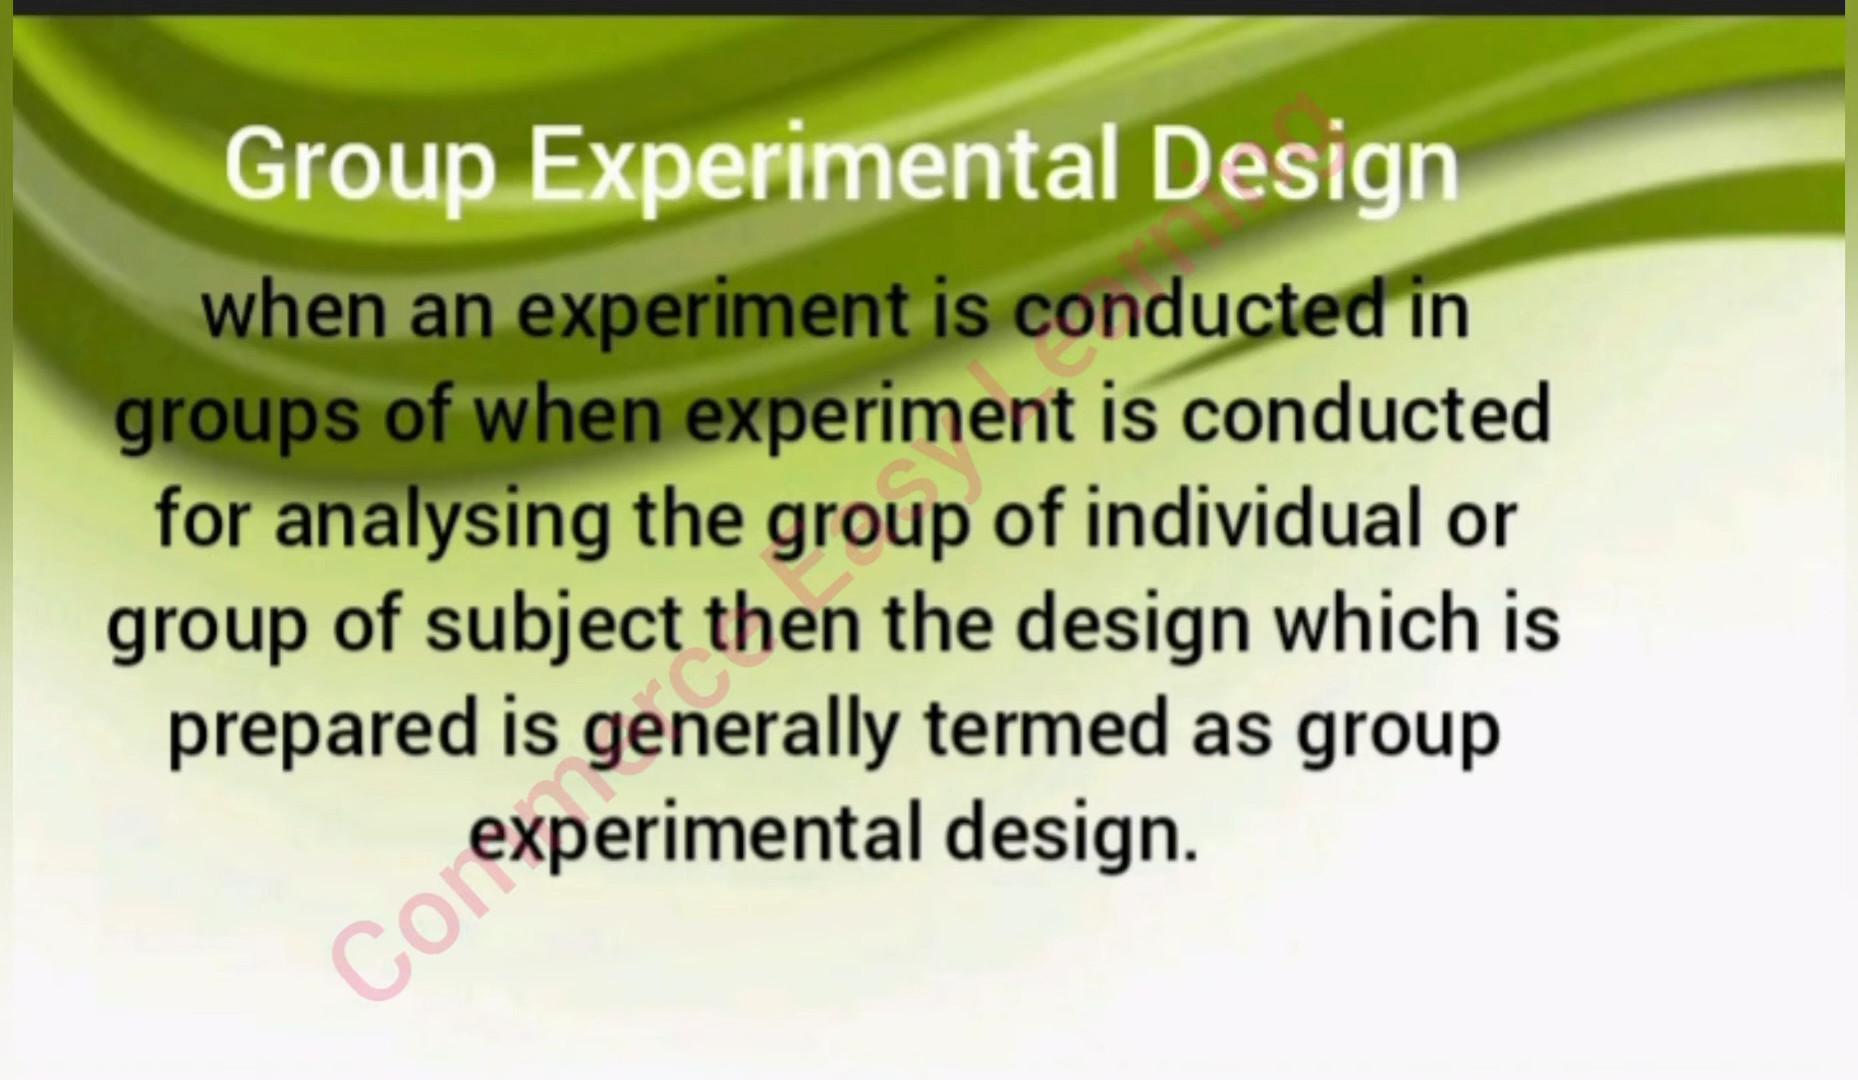 Group Experimental Design
when an experiment is conducted in
groups of when experiment is conducted
for analysing the group of individual or
group of subject then the design which is
prepared is generally termed as group
experimental design.
Commerce Easy Learning